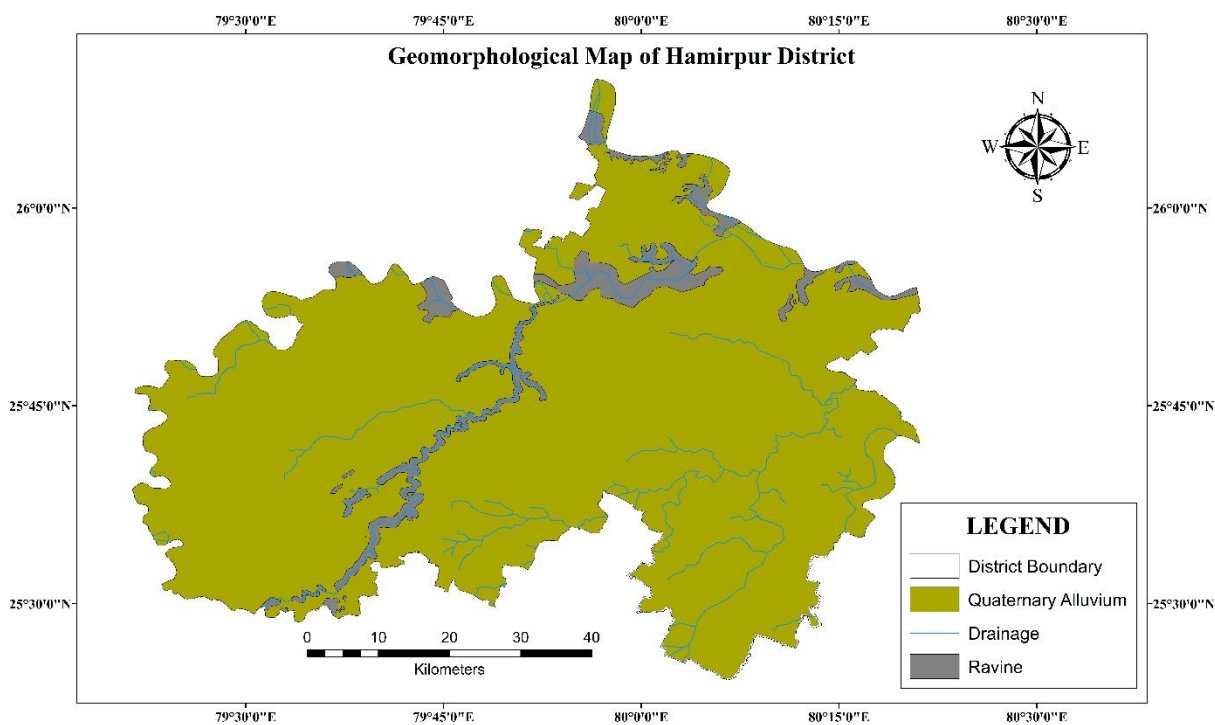 79°30'0"E 79°45'0"E 80°0'0"E 80°15'0"E 80°30'0"E
Geomorphological Map of Hamirpur District
N
W E
S
26°0'0"N 26°0'0"N
25°45'0"N 25°45'0"N
25°30'0"N 25°30'0"N
LEGEND
District Boundary
Quaternary Alluvium
Drainage
Ravine
0 10 20 30 40
Kilometers
79°30'0"E 79°45'0"E 80°0'0"E 80°15'0"E 80°30'0"E